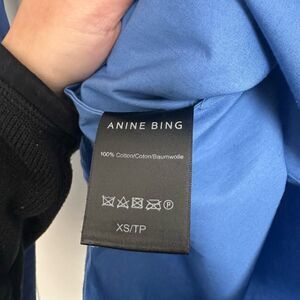 ANINE BING
100% Cotton/Coton/Baumwolle
P
XS/TP